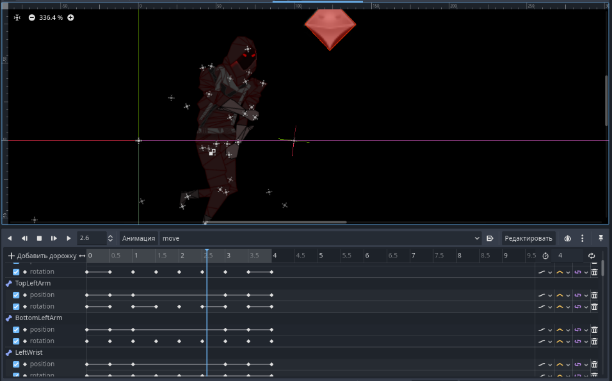 336.4 %
2.6 Анимация move Редактировать
Добавить дорожку 0 0.5 1 1.5 2 2.5 3 3.5 4 4.5 5 5.5 6 6.5 7 7.5 8 8.5 9 9.5 4
rotation
TopLeftArm
position
rotation
BottomLeftArm
position
rotation
LeftWrist
position